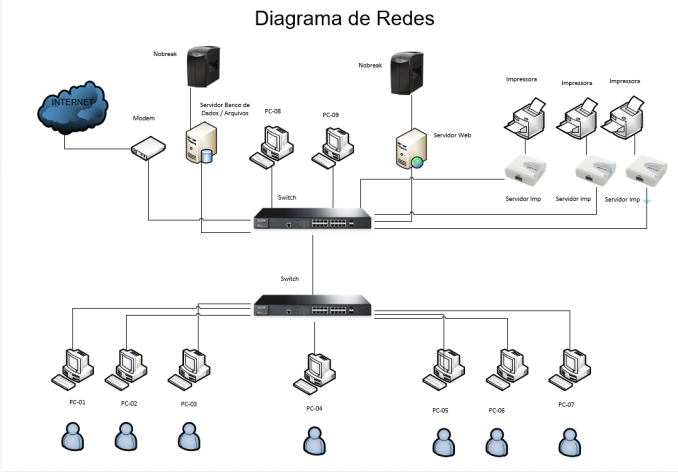 Diagrama de Redes
Nobreak
Nobreak
INTERNET
Modem
Servidor Banco de
Dados / Arquivos
PC-08
PC-09
Servidor Web
Impressora
Impressora
Impressora
Servidor Imp
Servidor Imp
Servidor Imp
Switch
Switch
PC-01
PC-02
PC-03
PC-04
PC-05
PC-06
PC-07